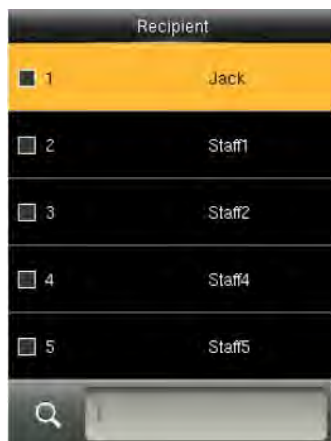 Recipient
1 Jack
2 Staff1
3 Staff2
4 Staff4
5 Staff5